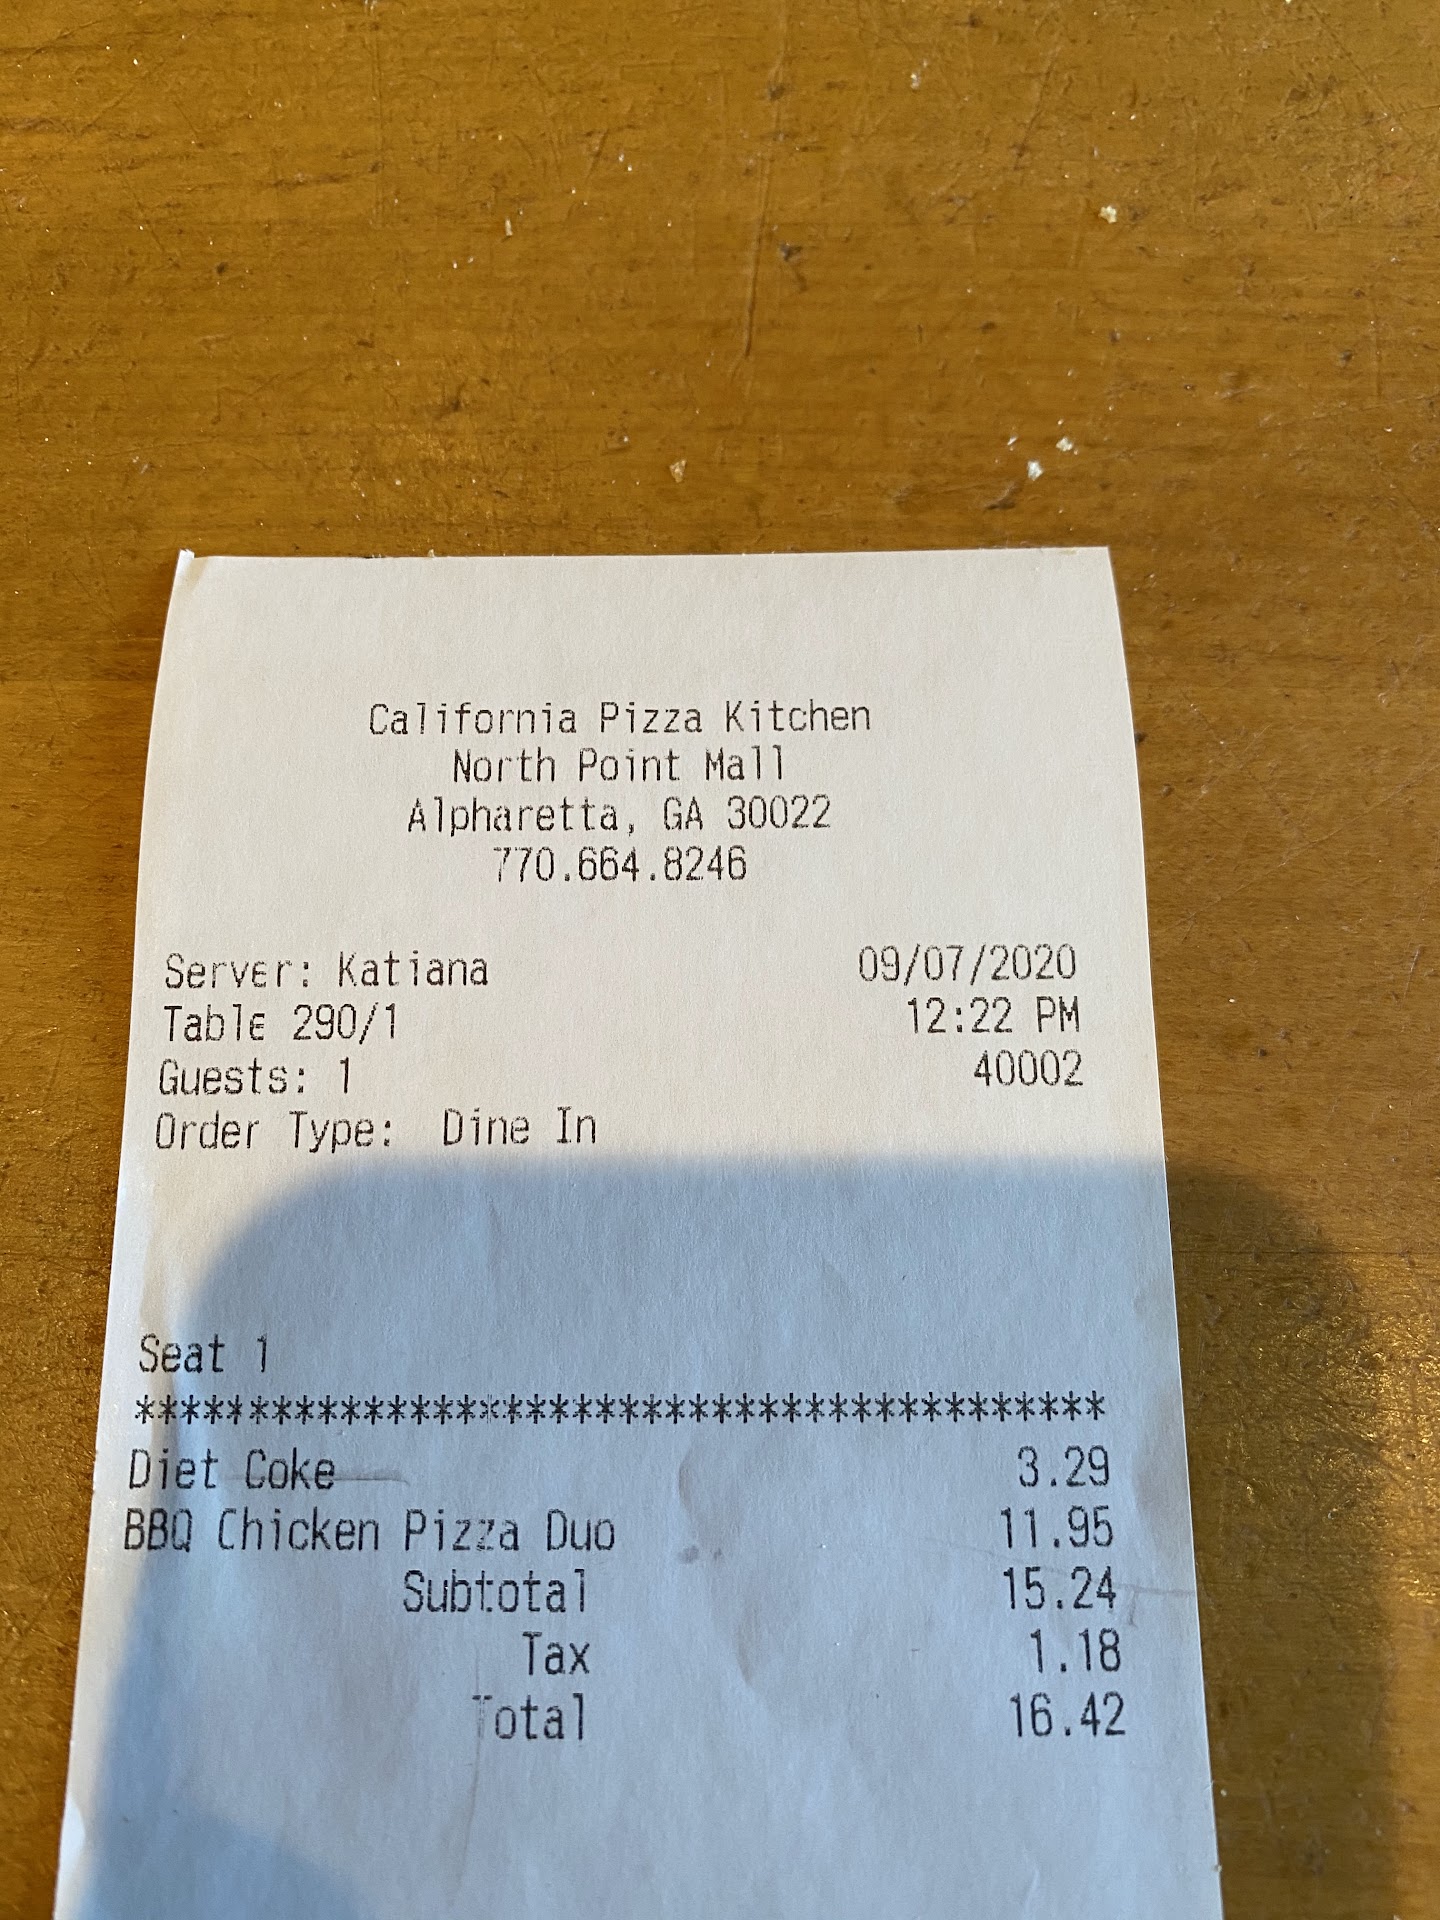 California Pizza Kitchen
North Point Mall
Alpharetta, GA 30022
770.664.8246
Server: Katiana 09/07/2020
Table 290/1 12:22 PM
Guests: 1 40002
Order Type: Dine In
Seat 1
*******************************************
Diet Coke 3.29
BBQ Chicken Pizza Duo 11.95
Subtotal 15.24
Tax 1.18
Total 16.42